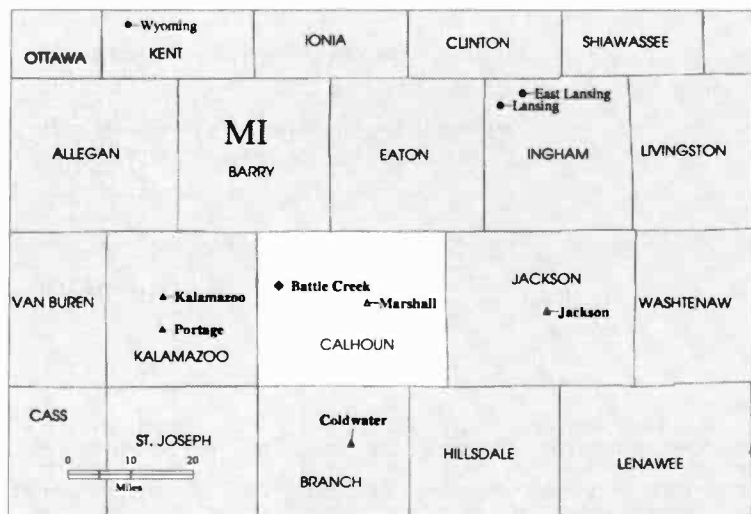 Wyoming
OTTAWA
KENT
IONIA
CLINTON
SHIAWASSEE
East Lansing
Lansing
MI
ALLEGAN
BARRY
EATON
INGHAM
LIVINGSTON
VAN BUREN
Kalamazoo
Portage
KALAMAZOO
Battle Creek
Marshall
CALHOUN
JACKSON
Jackson
WASHTENAW
CASS
ST. JOSEPH
0 10 20
Miles
Coldwater
BRANCH
HILLSDALE
LENAWEE